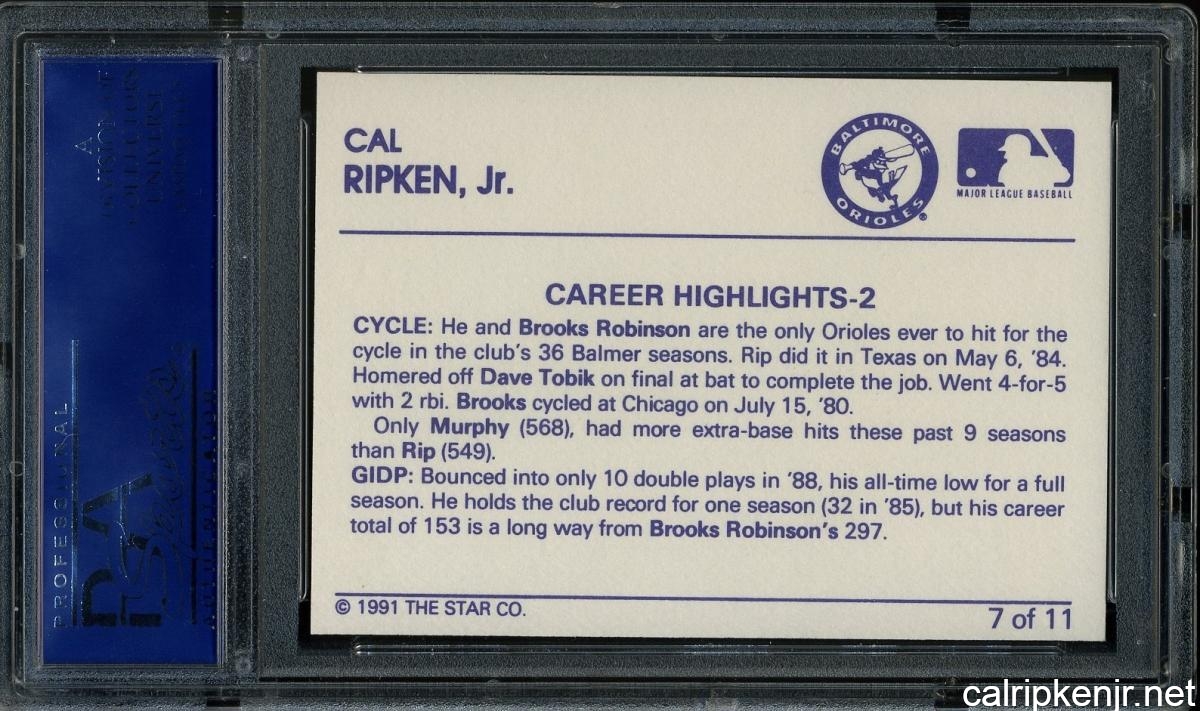 CAL
RIPKEN, Jr.
BALTIMORE
ORIOLES
®
MAJOR LEAGUE BASEBALL
CAREER HIGHLIGHTS-2
CYCLE: He and Brooks Robinson are the only Orioles ever to hit for the
cycle in the club's 36 Balmer seasons. Rip did it in Texas on May 6, '84.
Homered off Dave Tobik on final at bat to complete the job. Went 4-for-5
with 2 rbi. Brooks cycled at Chicago on July 15, '80.
Only Murphy (568), had more extra-base hits these past 9 seasons
than Rip (549).
GIDP: Bounced into only 10 double plays in '88, his all-time low for a full
season. He holds the club record for one season (32 in '85), but his career
total of 153 is a long way from Brooks Robinson's 297.
© 1991 THE STAR CO.
7 of 11
A
DIVISION OF
COLLECTORS
UNIVERSE
PROFESSIONAL
PSA
calripkenjr.net